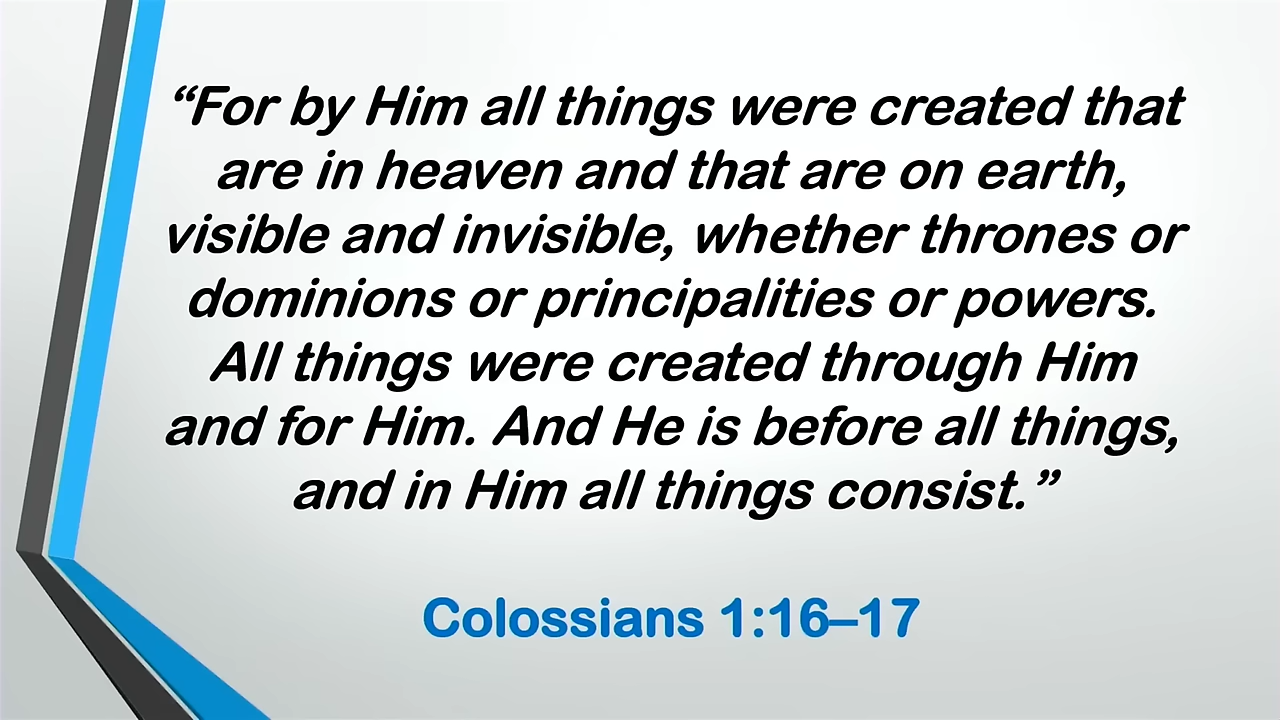 “For by Him all things were created that
are in heaven and that are on earth,
visible and invisible, whether thrones or
dominions or principalities or powers.
All things were created through Him
and for Him. And He is before all things,
and in Him all things consist.”
Colossians 1:16–17